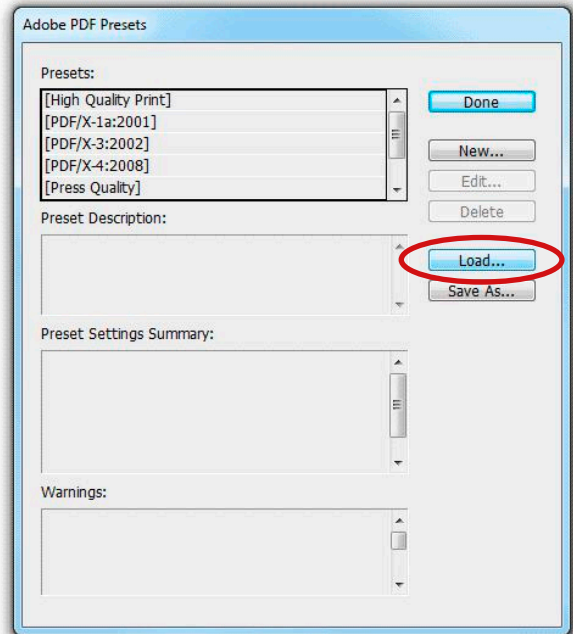 Adobe PDF Presets
Presets:
[High Quality Print]
[PDF/X-1a:2001]
[PDF/X-3:2002]
[PDF/X-4:2008]
[Press Quality]
Done
New...
Edit...
Delete
Load...
Save As...
Preset Description:
Preset Settings Summary:
Warnings: